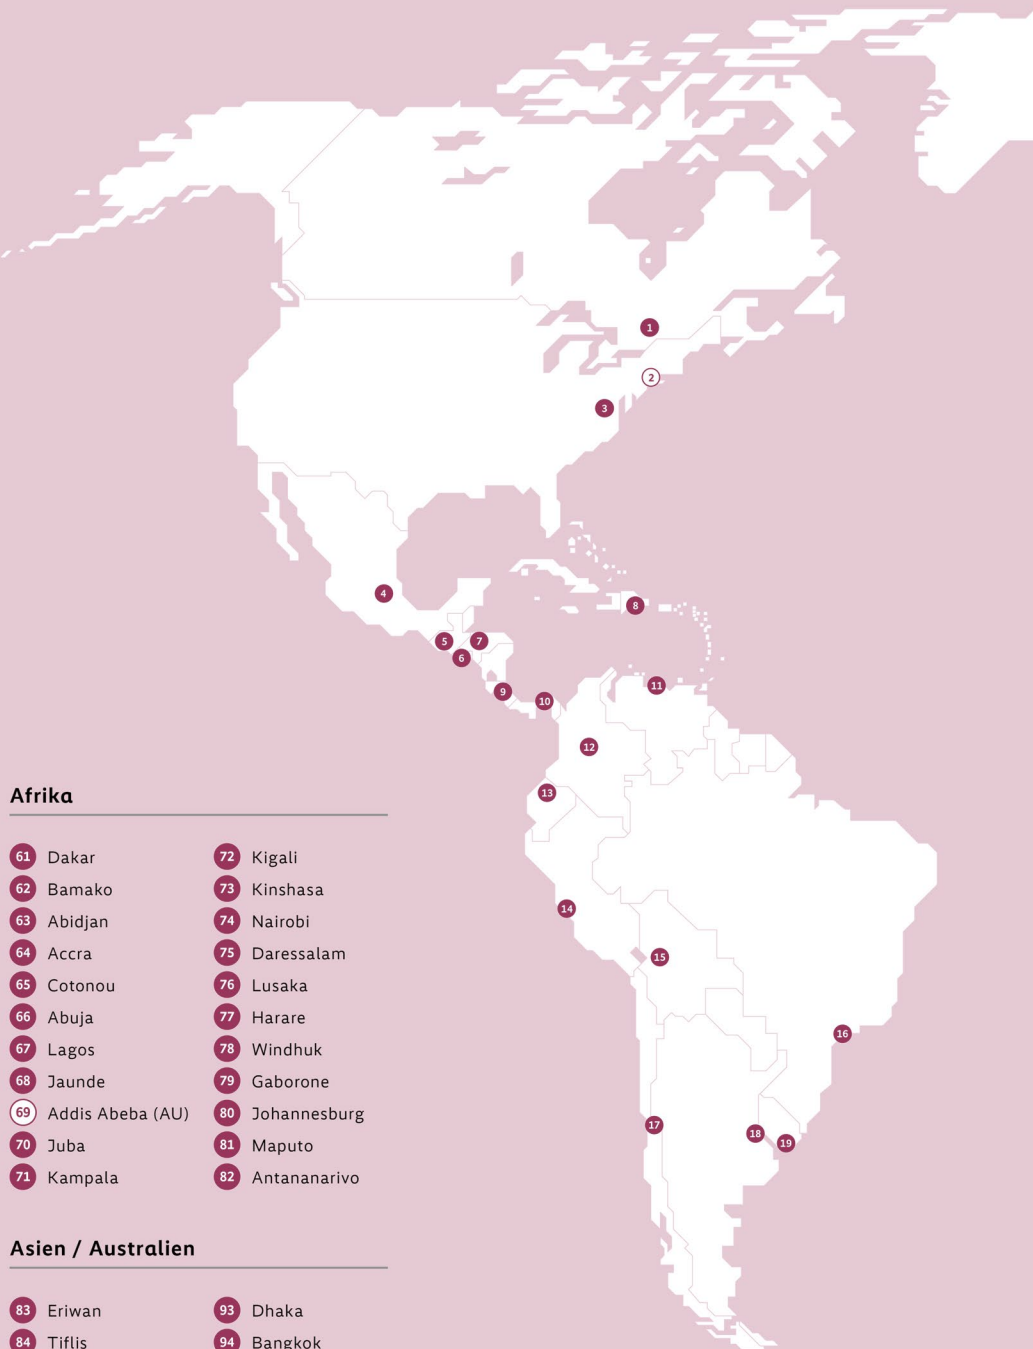 1
2
3
4
5
6
7
8
9
10
11
12
13
14
15
16
17
18
19
Afrika
61 Dakar
62 Bamako
63 Abidjan
64 Accra
65 Cotonou
66 Abuja
67 Lagos
68 Jaunde
69 Addis Abeba (AU)
70 Juba
71 Kampala
72 Kigali
73 Kinshasa
74 Nairobi
75 Daressalam
76 Lusaka
77 Harare
78 Windhuk
79 Gaborone
80 Johannesburg
81 Maputo
82 Antananarivo
Asien / Australien
83 Eriwan
84 Tiflis
93 Dhaka
94 Bangkok